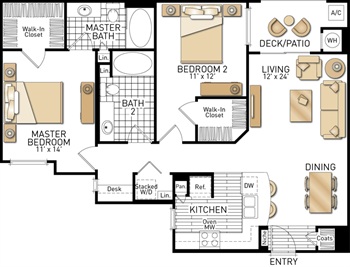 Walk-In
Closet
MASTER
BATH
Lin.
Lin.
BATH
2
BEDROOM 2
11' x 12'
Walk-In
Closet
DECK/PATIO
A/C
WH
LIVING
12' x 24'
MASTER
BEDROOM
11' x 14'
Desk
Stacked
W/D
Lin.
Pan.
Ref.
DW
KITCHEN
Oven
MW
DINING
Niche
Coats
ENTRY